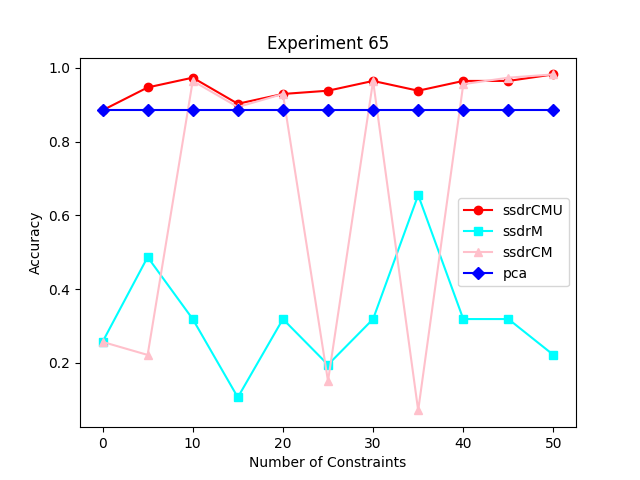 Experiment 65
Accuracy
1.0
0.8
0.6
0.4
0.2
ssdrCMU
ssdrM
ssdrCM
pca
0 10 20 30 40 50
Number of Constraints